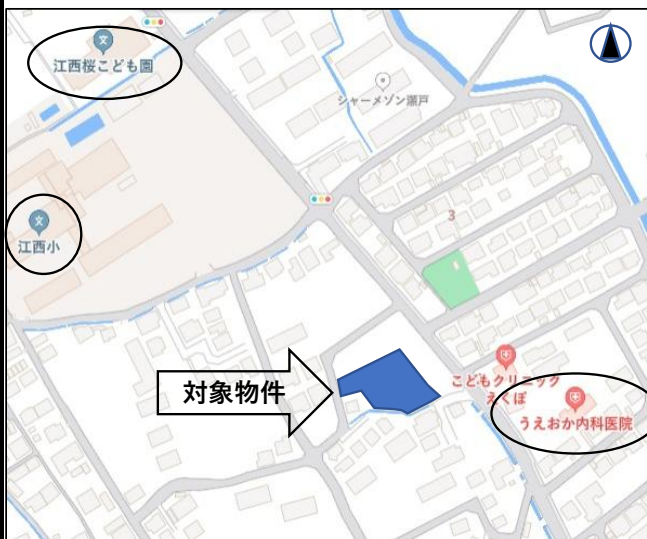 江西桜こども園
シャーメゾン瀬戸
3
江西小
対象物件
こどもクリニック
えくぼ
うえおか内科医院
文
文